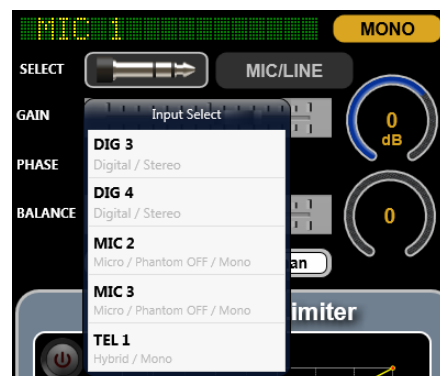 MIC 1
MONO
SELECT
MIC/LINE
GAIN
Input Select
0
dB
DIG 3
Digital / Stereo
PHASE
DIG 4
Digital / Stereo
BALANCE
0
MIC 2
Micro / Phantom OFF / Mono
an
MIC 3
Micro / Phantom OFF / Mono
imiter
TEL 1
Hybrid / Mono